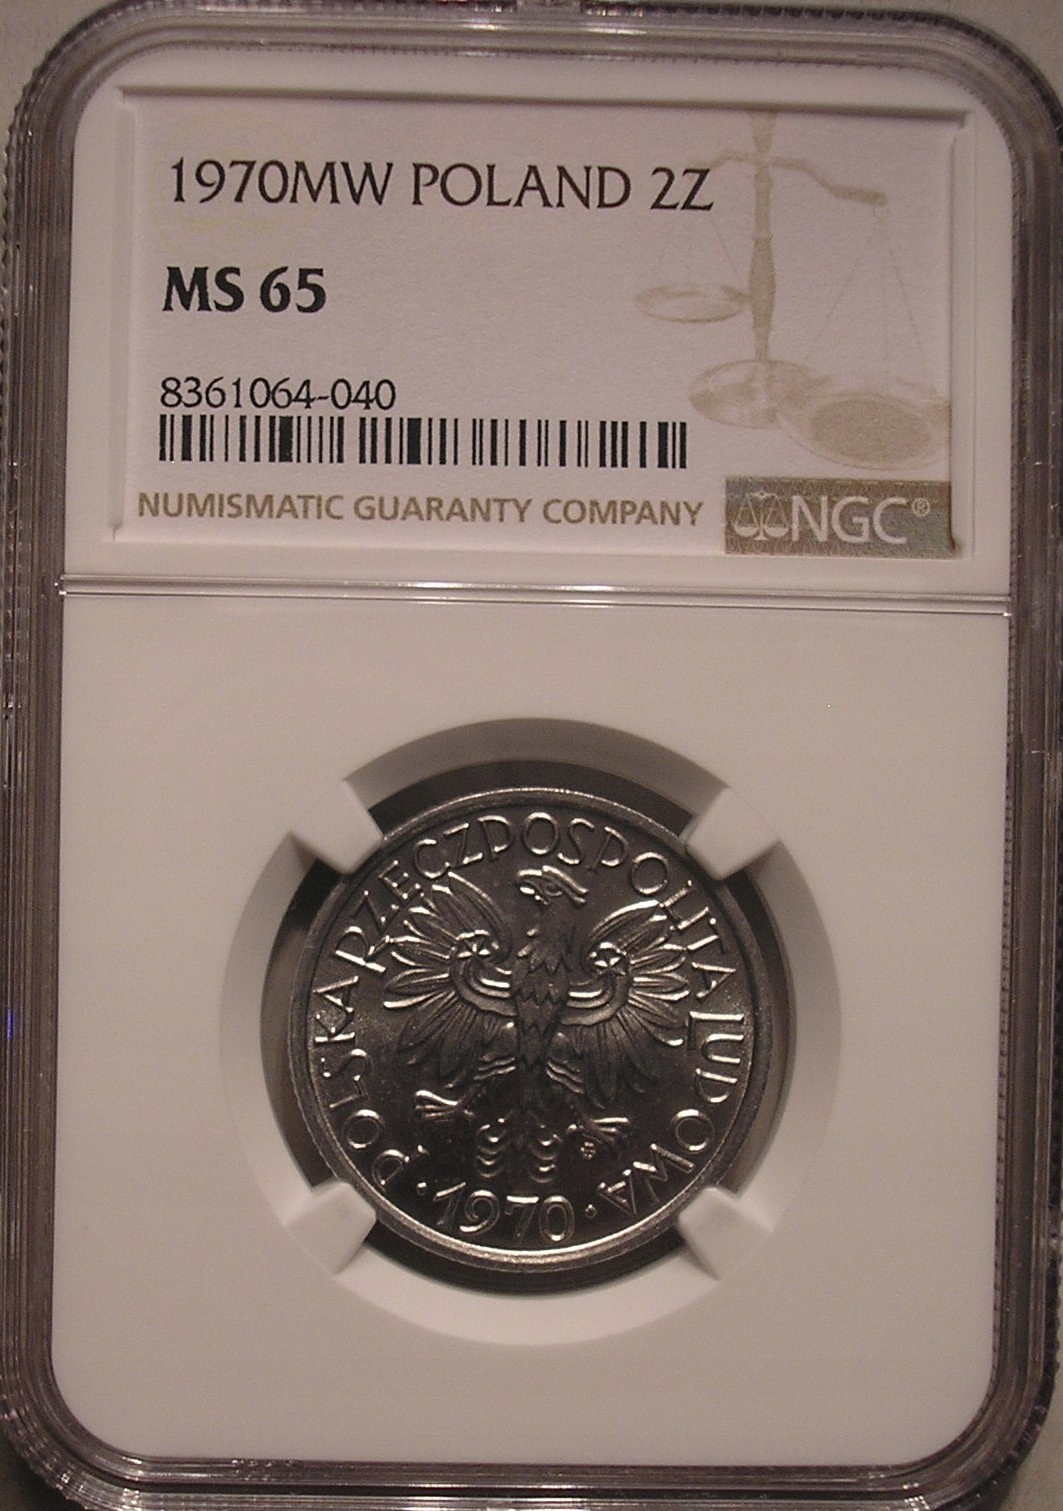 1970MW POLAND 2Z
MS 65
8361064-040
NUMISMATIC GUARANTY COMPANY
NGC®
POLSKA RZECZPOSPOLITA LUDOWA
· 1970 ·